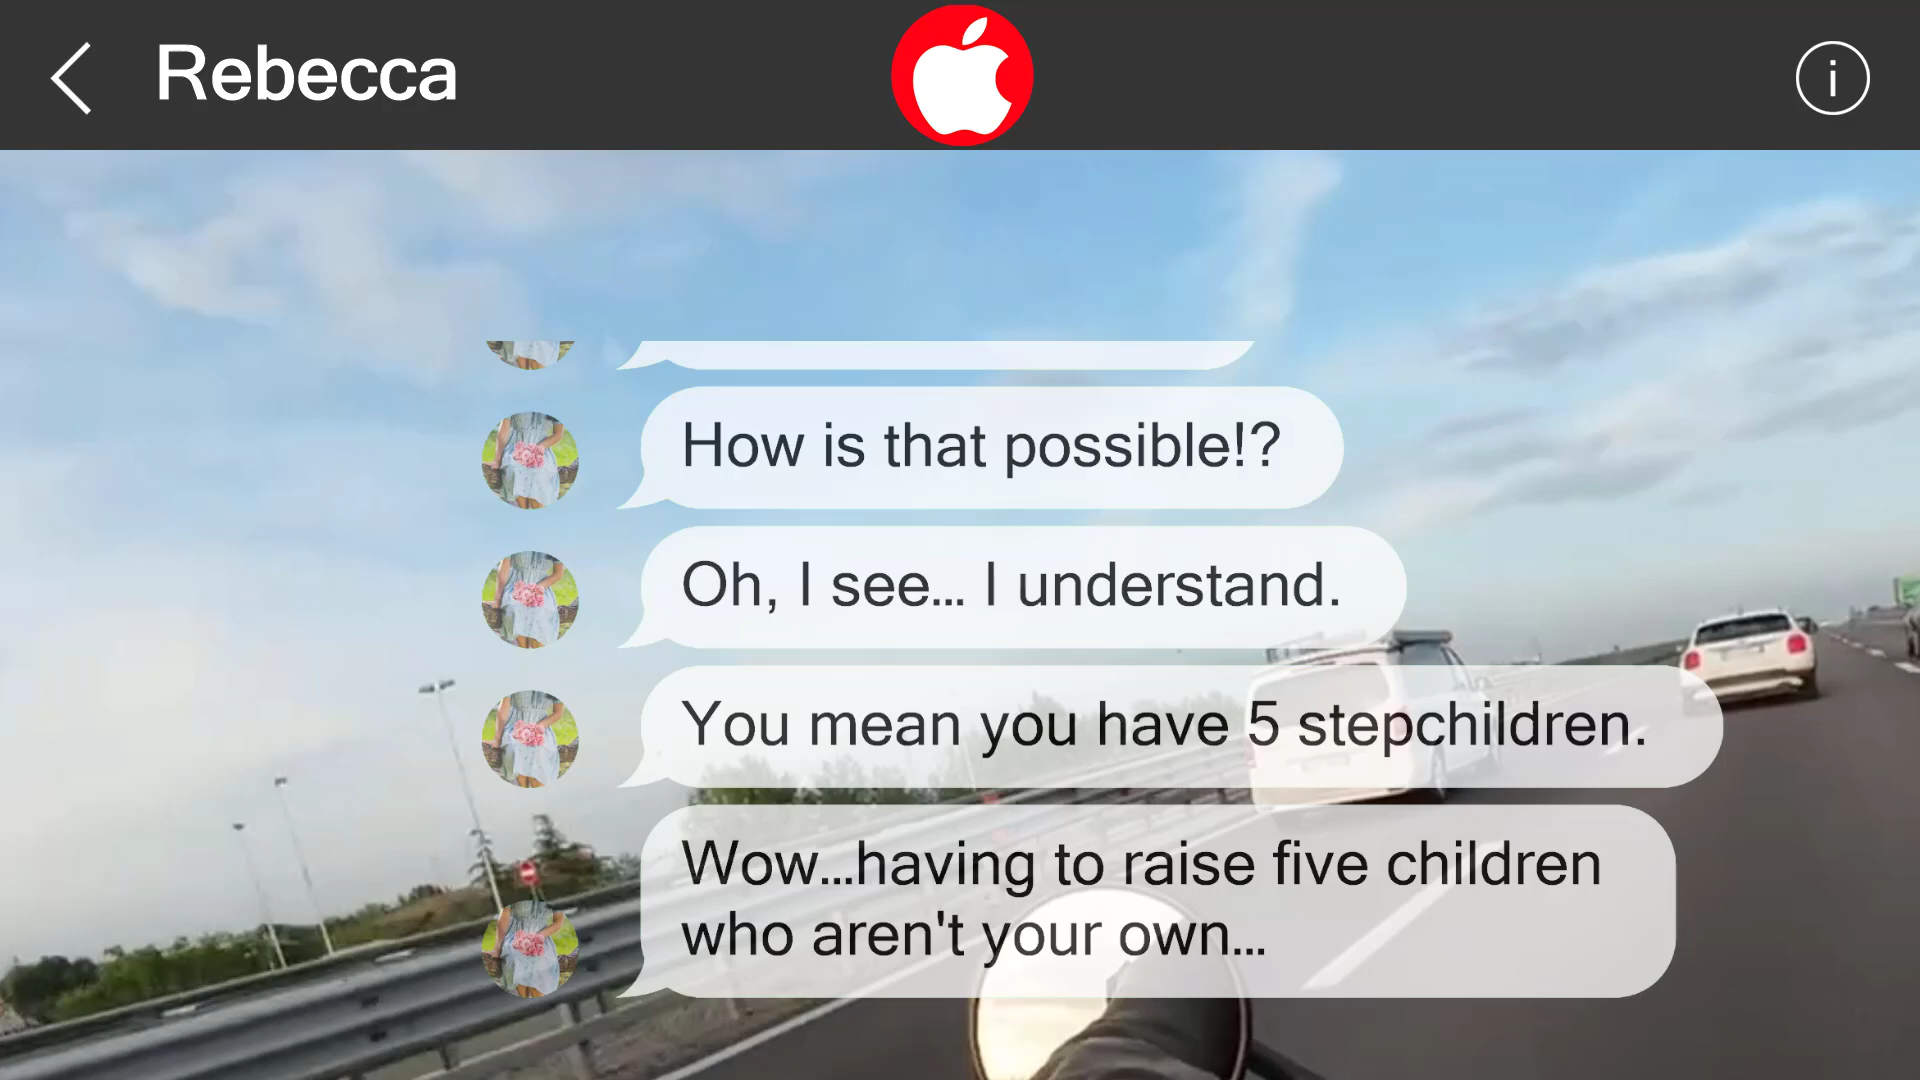 Rebecca
i
How is that possible!?
Oh, I see... I understand.
You mean you have 5 stepchildren.
Wow...having to raise five children
who aren't your own...